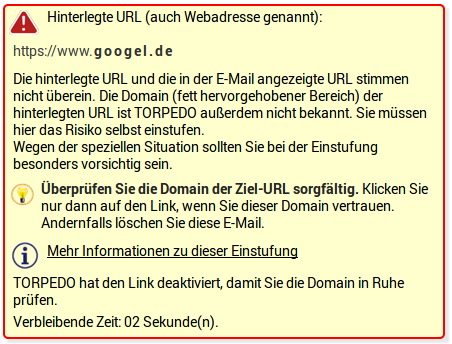 Hinterlegte URL (auch Webadresse genannt):
https://www.googel.de
Die hinterlegte URL und die in der E-Mail angezeigte URL stimmen
nicht überein. Die Domain (fett hervorgehobener Bereich) der
hinterlegten URL ist TORPEDO außerdem nicht bekannt. Sie müssen
hier das Risiko selbst einstufen.
Wegen der speziellen Situation sollten Sie bei der Einstufung
besonders vorsichtig sein.
Überprüfen Sie die Domain der Ziel-URL sorgfältig. Klicken Sie
nur dann auf den Link, wenn Sie dieser Domain vertrauen.
Andernfalls löschen Sie diese E-Mail.
Mehr Informationen zu dieser Einstufung
TORPEDO hat den Link deaktiviert, damit Sie die Domain in Ruhe
prüfen.
Verbleibende Zeit: 02 Sekunde(n).